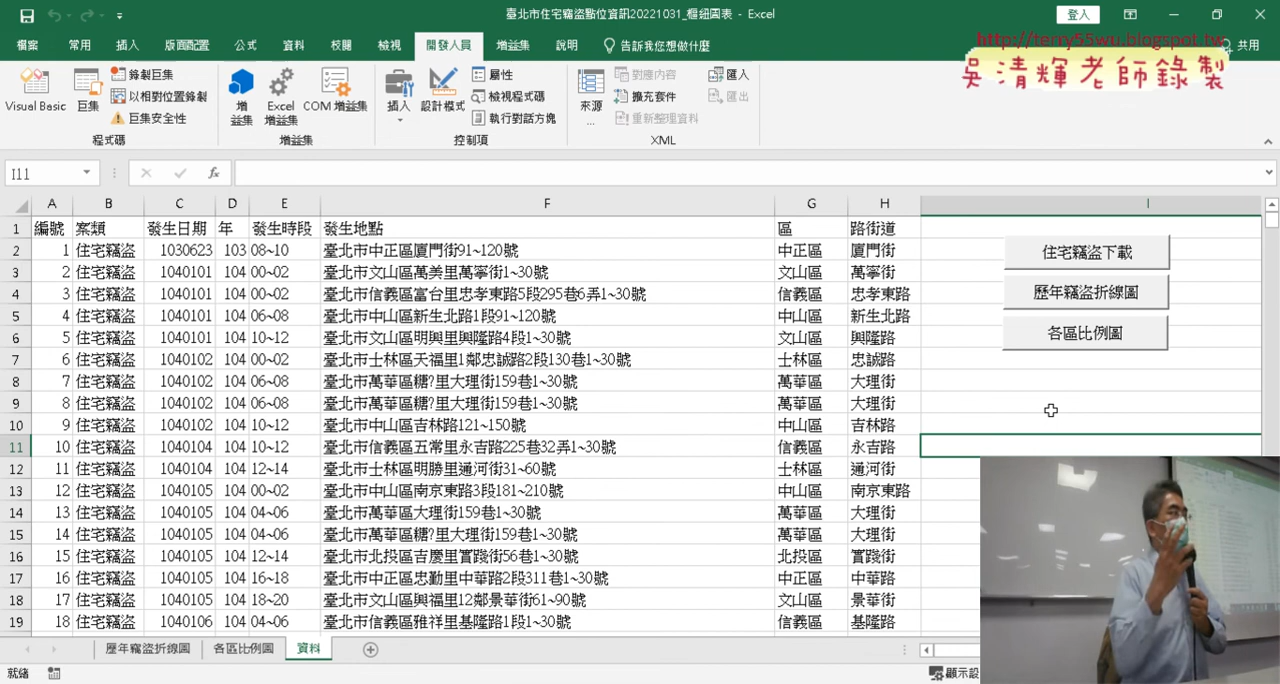 臺北市住宅竊盜點位資訊20221031_樞紐圖表 - Excel
登入
檔案 常用 插入 版面配置 公式 資料 校閱 檢視 開發人員 增益集 說明 告訴我您想做什麼 共用
http://terry55wu.blogspot.tw
吳清輝老師錄製
Visual Basic 巨集 錄製巨集 以相對位置錄製 巨集安全性
增益集 Excel 增益集 COM 增益集
插入 設計模式 屬性 檢視程式碼 執行對話方塊
來源... 對應內容 擴充套件 重新整理資料 匯入 匯出
程式碼 增益集 控制項 XML
I11 fx
A B C D E F G H I
1 編號 案類 發生日期 年 發生時段 發生地點 區 路街道
2 1 住宅竊盜 1030623 103 08~10 臺北市中正區廈門街91~120號 中正區 廈門街
3 2 住宅竊盜 1040101 104 00~02 臺北市文山區萬美里萬寧街1~30號 文山區 萬寧街
4 3 住宅竊盜 1040101 104 00~02 臺北市信義區富台里忠孝東路5段295巷6弄1~30號 信義區 忠孝東路
5 4 住宅竊盜 1040101 104 06~08 臺北市中山區新生北路1段91~120號 中山區 新生北路
6 5 住宅竊盜 1040101 104 10~12 臺北市文山區明興里興隆路4段1~30號 文山區 興隆路
7 6 住宅竊盜 1040102 104 00~02 臺北市士林區天福里1鄰忠誠路2段130巷1~30號 士林區 忠誠路
8 7 住宅竊盜 1040102 104 06~08 臺北市萬華區糖?里大理街159巷1~30號 萬華區 大理街
9 8 住宅竊盜 1040102 104 06~08 臺北市萬華區糖?里大理街159巷1~30號 萬華區 大理街
10 9 住宅竊盜 1040102 104 10~12 臺北市中山區吉林路121~150號 中山區 吉林路
11 10 住宅竊盜 1040104 104 10~12 臺北市信義區五常里永吉路225巷32弄1~30號 信義區 永吉路
12 11 住宅竊盜 1040104 104 12~14 臺北市士林區明勝里通河街31~60號 士林區 通河街
13 12 住宅竊盜 1040105 104 00~02 臺北市中山區南京東路3段181~210號 中山區 南京東路
14 13 住宅竊盜 1040105 104 04~06 臺北市萬華區大理街159巷1~30號 萬華區 大理街
15 14 住宅竊盜 1040105 104 04~06 臺北市萬華區糖?里大理街159巷1~30號 萬華區 大理街
16 15 住宅竊盜 1040105 104 12~14 臺北市北投區吉慶里實踐街56巷1~30號 北投區 實踐街
17 16 住宅竊盜 1040105 104 16~18 臺北市中正區忠勤里中華路2段311巷1~30號 中正區 中華路
18 17 住宅竊盜 1040105 104 18~20 臺北市文山區興福里12鄰景華街61~90號 文山區 景華街
19 18 住宅竊盜 1040106 104 04~06 臺北市信義區雅祥里基隆路1段1~30號 信義區 基隆路
住宅竊盜下載
歷年竊盜折線圖
各區比例圖
歷年竊盜折線圖 各區比例圖 資料
就緒 顯示設